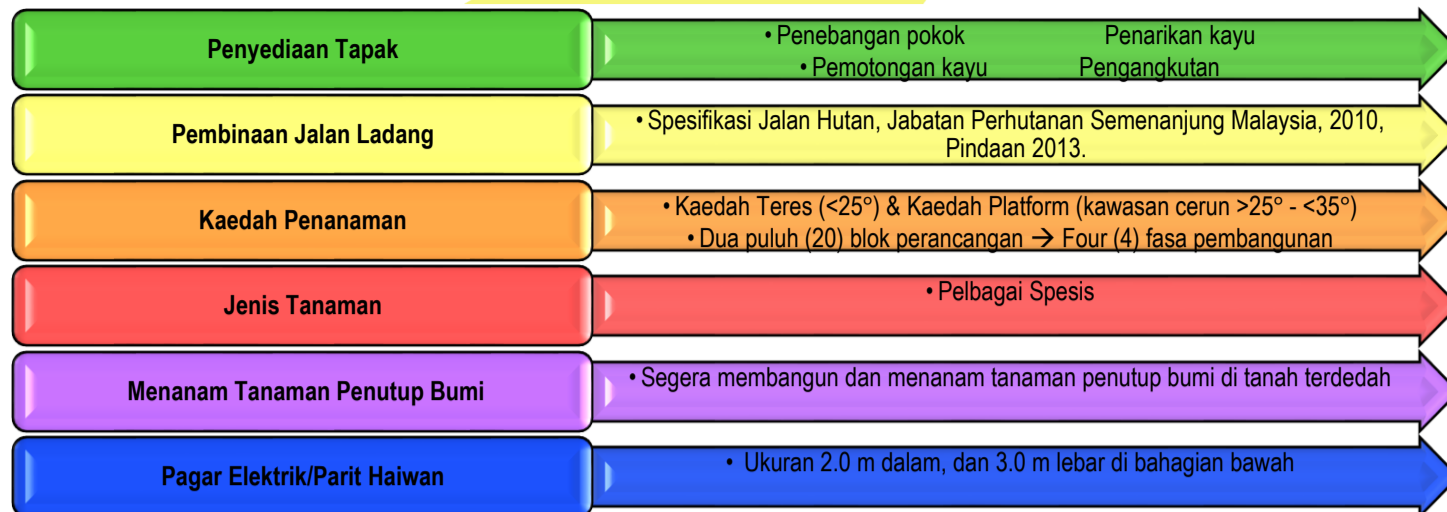 Penyediaan Tapak
• Penebangan pokok Penarikan kayu
• Pemotongan kayu Pengangkutan
Pembinaan Jalan Ladang
• Spesifikasi Jalan Hutan, Jabatan Perhutanan Semenanjung Malaysia, 2010,
Pindaan 2013.
Kaedah Penanaman
• Kaedah Teres (<25°) & Kaedah Platform (kawasan cerun >25° - <35°)
• Dua puluh (20) blok perancangan → Four (4) fasa pembangunan
Jenis Tanaman
• Pelbagai Spesis
Menanam Tanaman Penutup Bumi
• Segera membangun dan menanam tanaman penutup bumi di tanah terdedah
Pagar Elektrik/Parit Haiwan
• Ukuran 2.0 m dalam, dan 3.0 m lebar di bahagian bawah